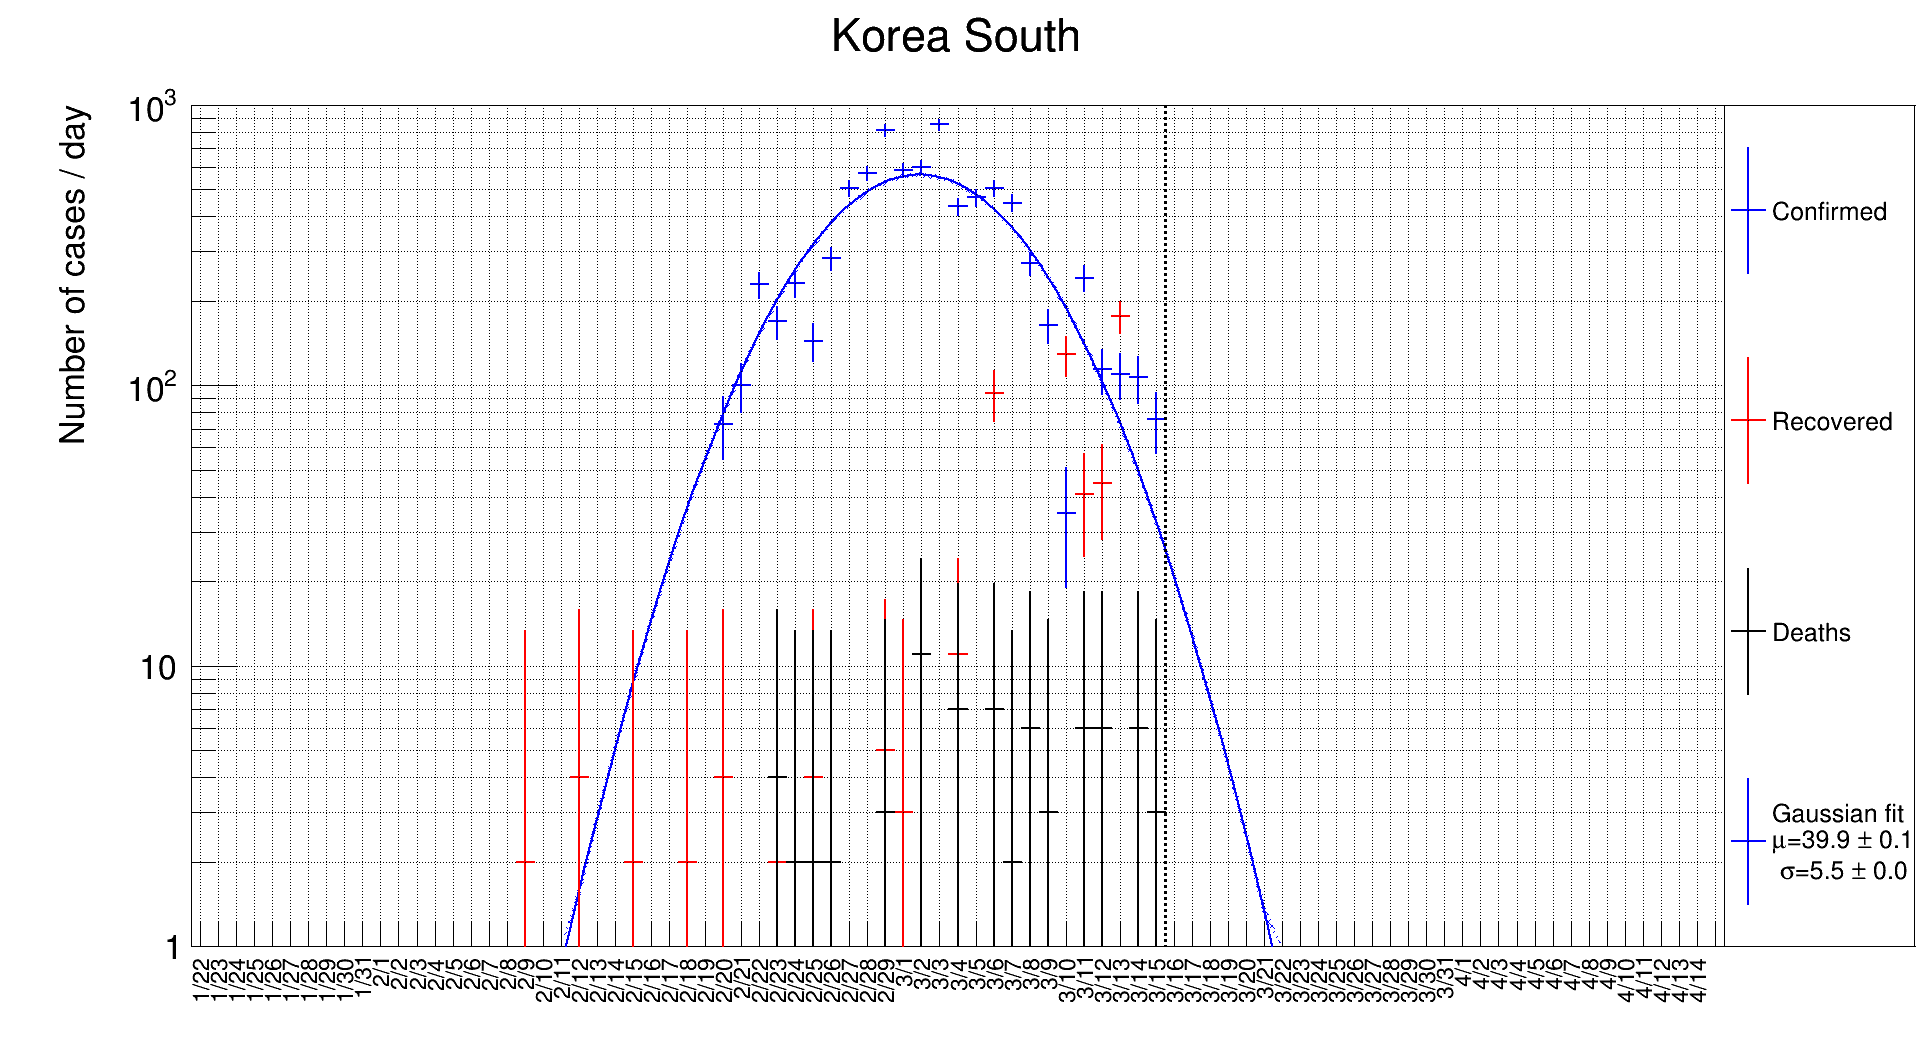 Korea South
Number of cases / day
10³
10²
10
1
1/22 1/23 1/24 1/25 1/26 1/27 1/28 1/29 1/30 1/31 2/1 2/2 2/3 2/4 2/5 2/6 2/7 2/8 2/9 2/10 2/11 2/12 2/13 2/14 2/15 2/16 2/17 2/18 2/19 2/20 2/21 2/22 2/23 2/24 2/25 2/26 2/27 2/28 2/29 3/1 3/2 3/3 3/4 3/5 3/6 3/7 3/8 3/9 3/10 3/11 3/12 3/13 3/14 3/15 3/16 3/17 3/18 3/19 3/20 3/21 3/22 3/23 3/24 3/25 3/26 3/27 3/28 3/29 3/30 3/31 4/1 4/2 4/3 4/4 4/5 4/6 4/7 4/8 4/9 4/10 4/11 4/12 4/13 4/14
Confirmed
Recovered
Deaths
Gaussian fit
μ=39.9 ± 0.1
σ=5.5 ± 0.0